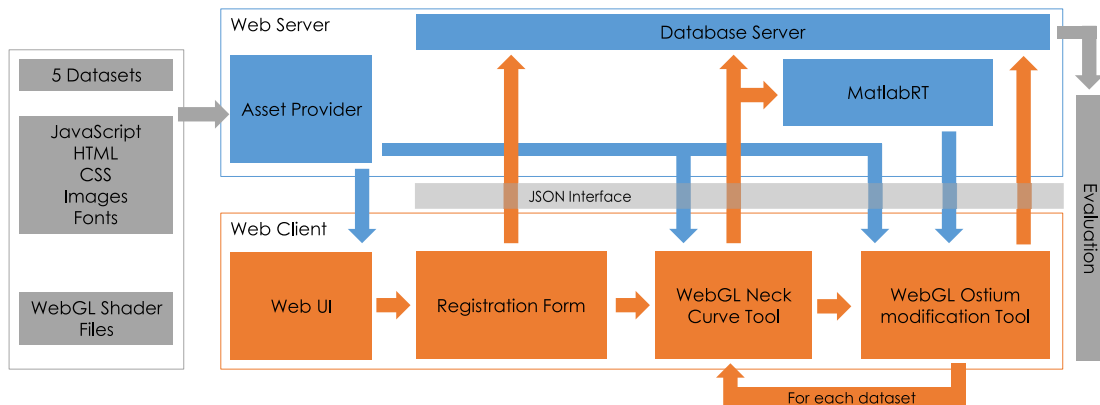 5 Datasets
JavaScript
HTML
CSS
Images
Fonts
WebGL Shader
Files
Web Server
Database Server
Asset Provider
MatlabRT
JSON Interface
Web Client
Web UI
Registration Form
WebGL Neck
Curve Tool
WebGL Ostium
modification Tool
For each dataset
Evaluation